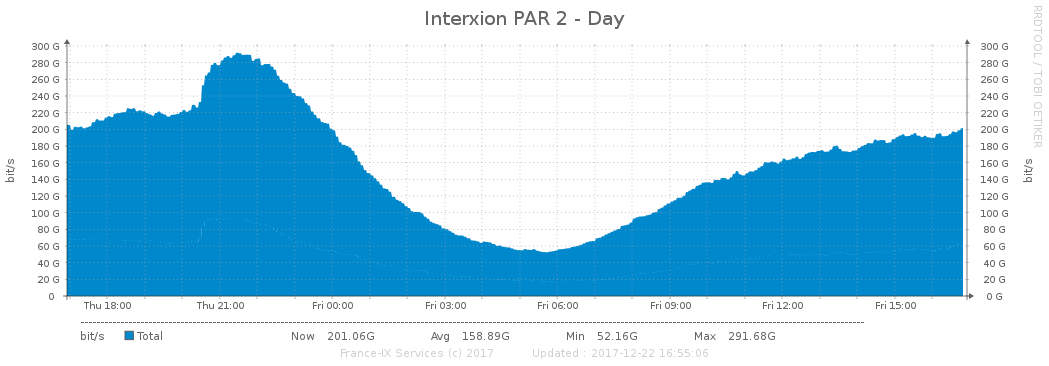 Interxion PAR 2 - Day
RRDTOOL / TOBI OETIKER
bit/s
300 G 300 G
280 G 280 G
260 G 260 G
240 G 240 G
220 G 220 G
200 G 200 G
180 G 180 G
160 G 160 G
140 G 140 G
120 G 120 G
100 G 100 G
80 G 80 G
60 G 60 G
40 G 40 G
20 G 20 G
0 0 G
bit/s
Thu 18:00 Thu 21:00 Fri 00:00 Fri 03:00 Fri 06:00 Fri 09:00 Fri 12:00 Fri 15:00
bit/s Total Now 201.06G Avg 158.89G Min 52.16G Max 291.68G
France-IX Services (c) 2017 Updated : 2017-12-22 16:55:06